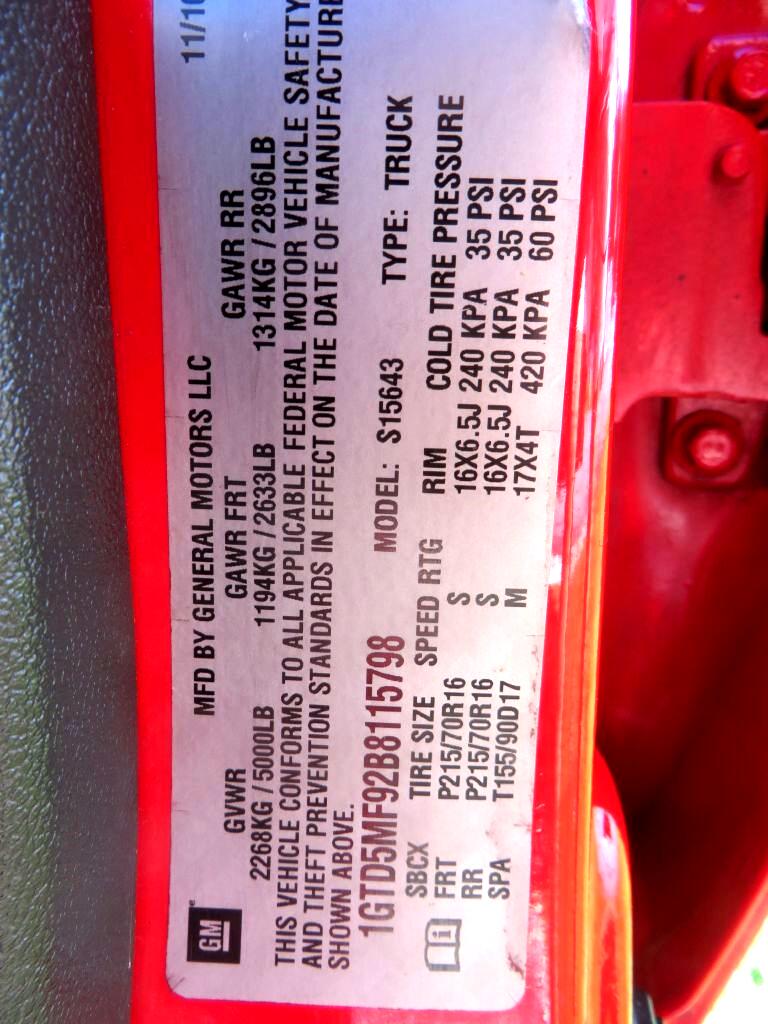 11/10
MFD BY GENERAL MOTORS LLC
GM
GVWR GAWR FRT GAWR RR
2268KG / 5000LB 1194KG / 2633LB 1314KG / 2896LB
THIS VEHICLE CONFORMS TO ALL APPLICABLE FEDERAL MOTOR VEHICLE SAFETY
AND THEFT PREVENTION STANDARDS IN EFFECT ON THE DATE OF MANUFACTURE
SHOWN ABOVE.
1GTD5MF92B8115798 MODEL: S15643 TYPE: TRUCK
SBCX TIRE SIZE SPEED RTG RIM COLD TIRE PRESSURE
FRT P215/70R16 S 16X6.5J 240 KPA 35 PSI
RR P215/70R16 S 16X6.5J 240 KPA 35 PSI
SPA T155/90D17 M 17X4T 420 KPA 60 PSI